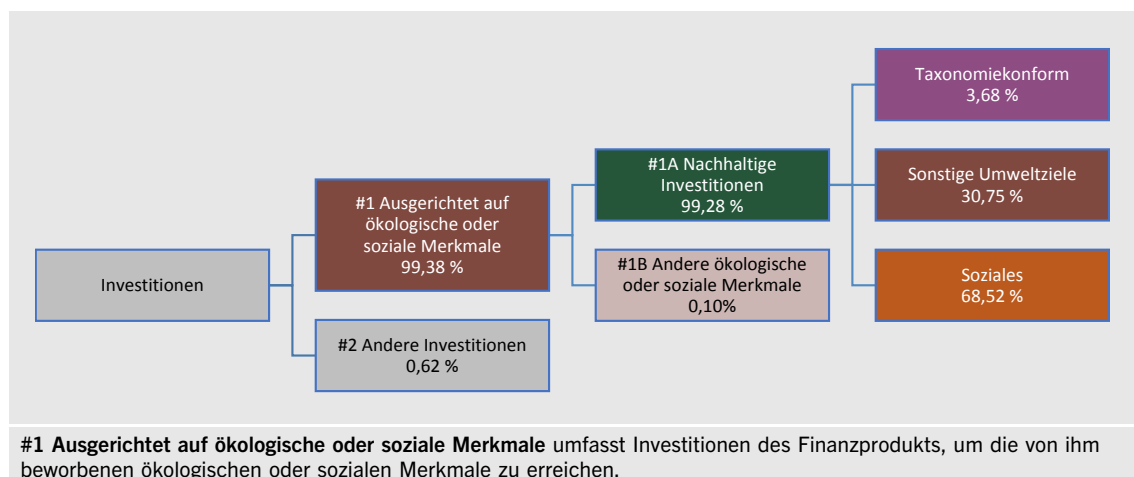 Investitionen
#1 Ausgerichtet auf
ökologische oder
soziale Merkmale
99,38 %
#2 Andere Investitionen
0,62 %
#1A Nachhaltige
Investitionen
99,28 %
#1B Andere ökologische
oder soziale Merkmale
0,10%
Taxonomiekonform
3,68 %
Sonstige Umweltziele
30,75 %
Soziales
68,52 %
#1 Ausgerichtet auf ökologische oder soziale Merkmale umfasst Investitionen des Finanzprodukts, um die von ihm
beworbenen ökologischen oder sozialen Merkmale zu erreichen.